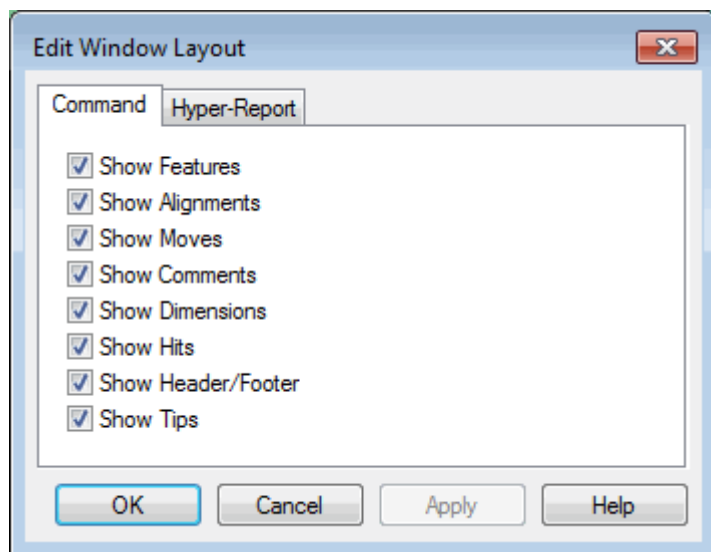 Edit Window Layout
Command Hyper-Report
Show Features
Show Alignments
Show Moves
Show Comments
Show Dimensions
Show Hits
Show Header/Footer
Show Tips
OK Cancel Apply Help